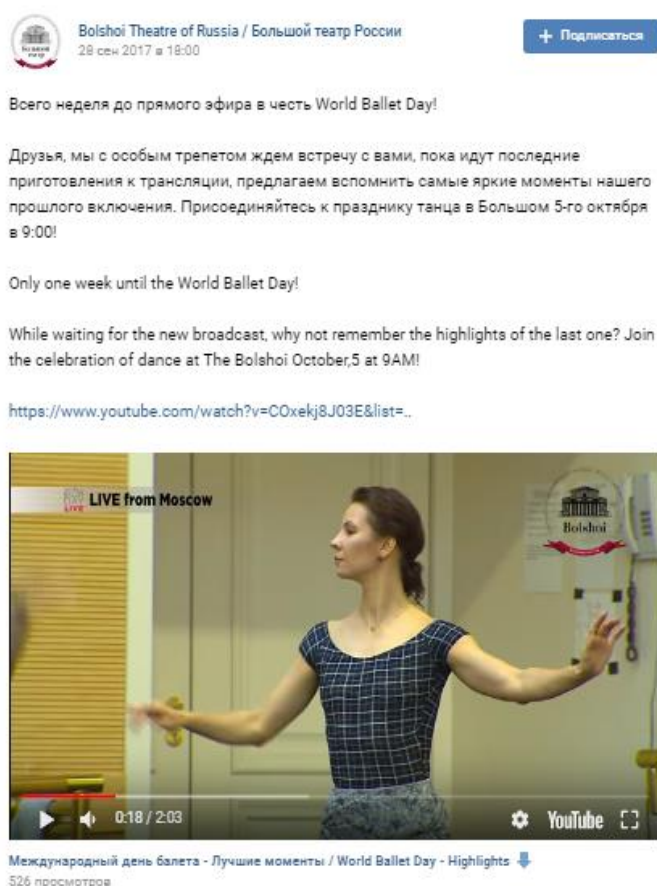 Bolshoi Theatre of Russia / Большой театр России
28 сен 2017 в 18:00
+ Подписаться
Всего неделя до прямого эфира в честь World Ballet Day!
Друзья, мы с особым трепетом ждем встречу с вами, пока идут последние
приготовления к трансляции, предлагаем вспомнить самые яркие моменты нашего
прошлого включения. Присоединяйтесь к празднику танца в Большом 5-го октября
в 9:00!
Only one week until the World Ballet Day!
While waiting for the new broadcast, why not remember the highlights of the last one? Join
the celebration of dance at The Bolshoi October,5 at 9AM!
https://www.youtube.com/watch?v=COxekj8J03E&list=..
LIVE from Moscow
Bolshoi
0:18 / 2:03
YouTube
Международный день балета - Лучшие моменты / World Ballet Day - Highlights
526 просмотров